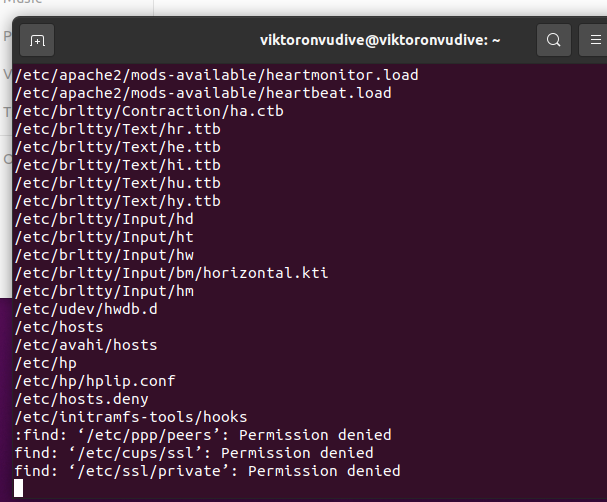 Music
P
viktoronvudive@viktoronvudive: ~
V
T
O
/etc/apache2/mods-available/heartmonitor.load
/etc/apache2/mods-available/heartbeat.load
/etc/brltty/Contraction/ha.ctb
/etc/brltty/Text/hr.ttb
/etc/brltty/Text/he.ttb
/etc/brltty/Text/hi.ttb
/etc/brltty/Text/hu.ttb
/etc/brltty/Text/hy.ttb
/etc/brltty/Input/hd
/etc/brltty/Input/ht
/etc/brltty/Input/hw
/etc/brltty/Input/bm/horizontal.kti
/etc/brltty/Input/hm
/etc/udev/hwdb.d
/etc/hosts
/etc/avahi/hosts
/etc/hp
/etc/hp/hplip.conf
/etc/hosts.deny
/etc/initramfs-tools/hooks
:find: ‘/etc/ppp/peers’: Permission denied
find: ‘/etc/cups/ssl’: Permission denied
find: ‘/etc/ssl/private’: Permission denied